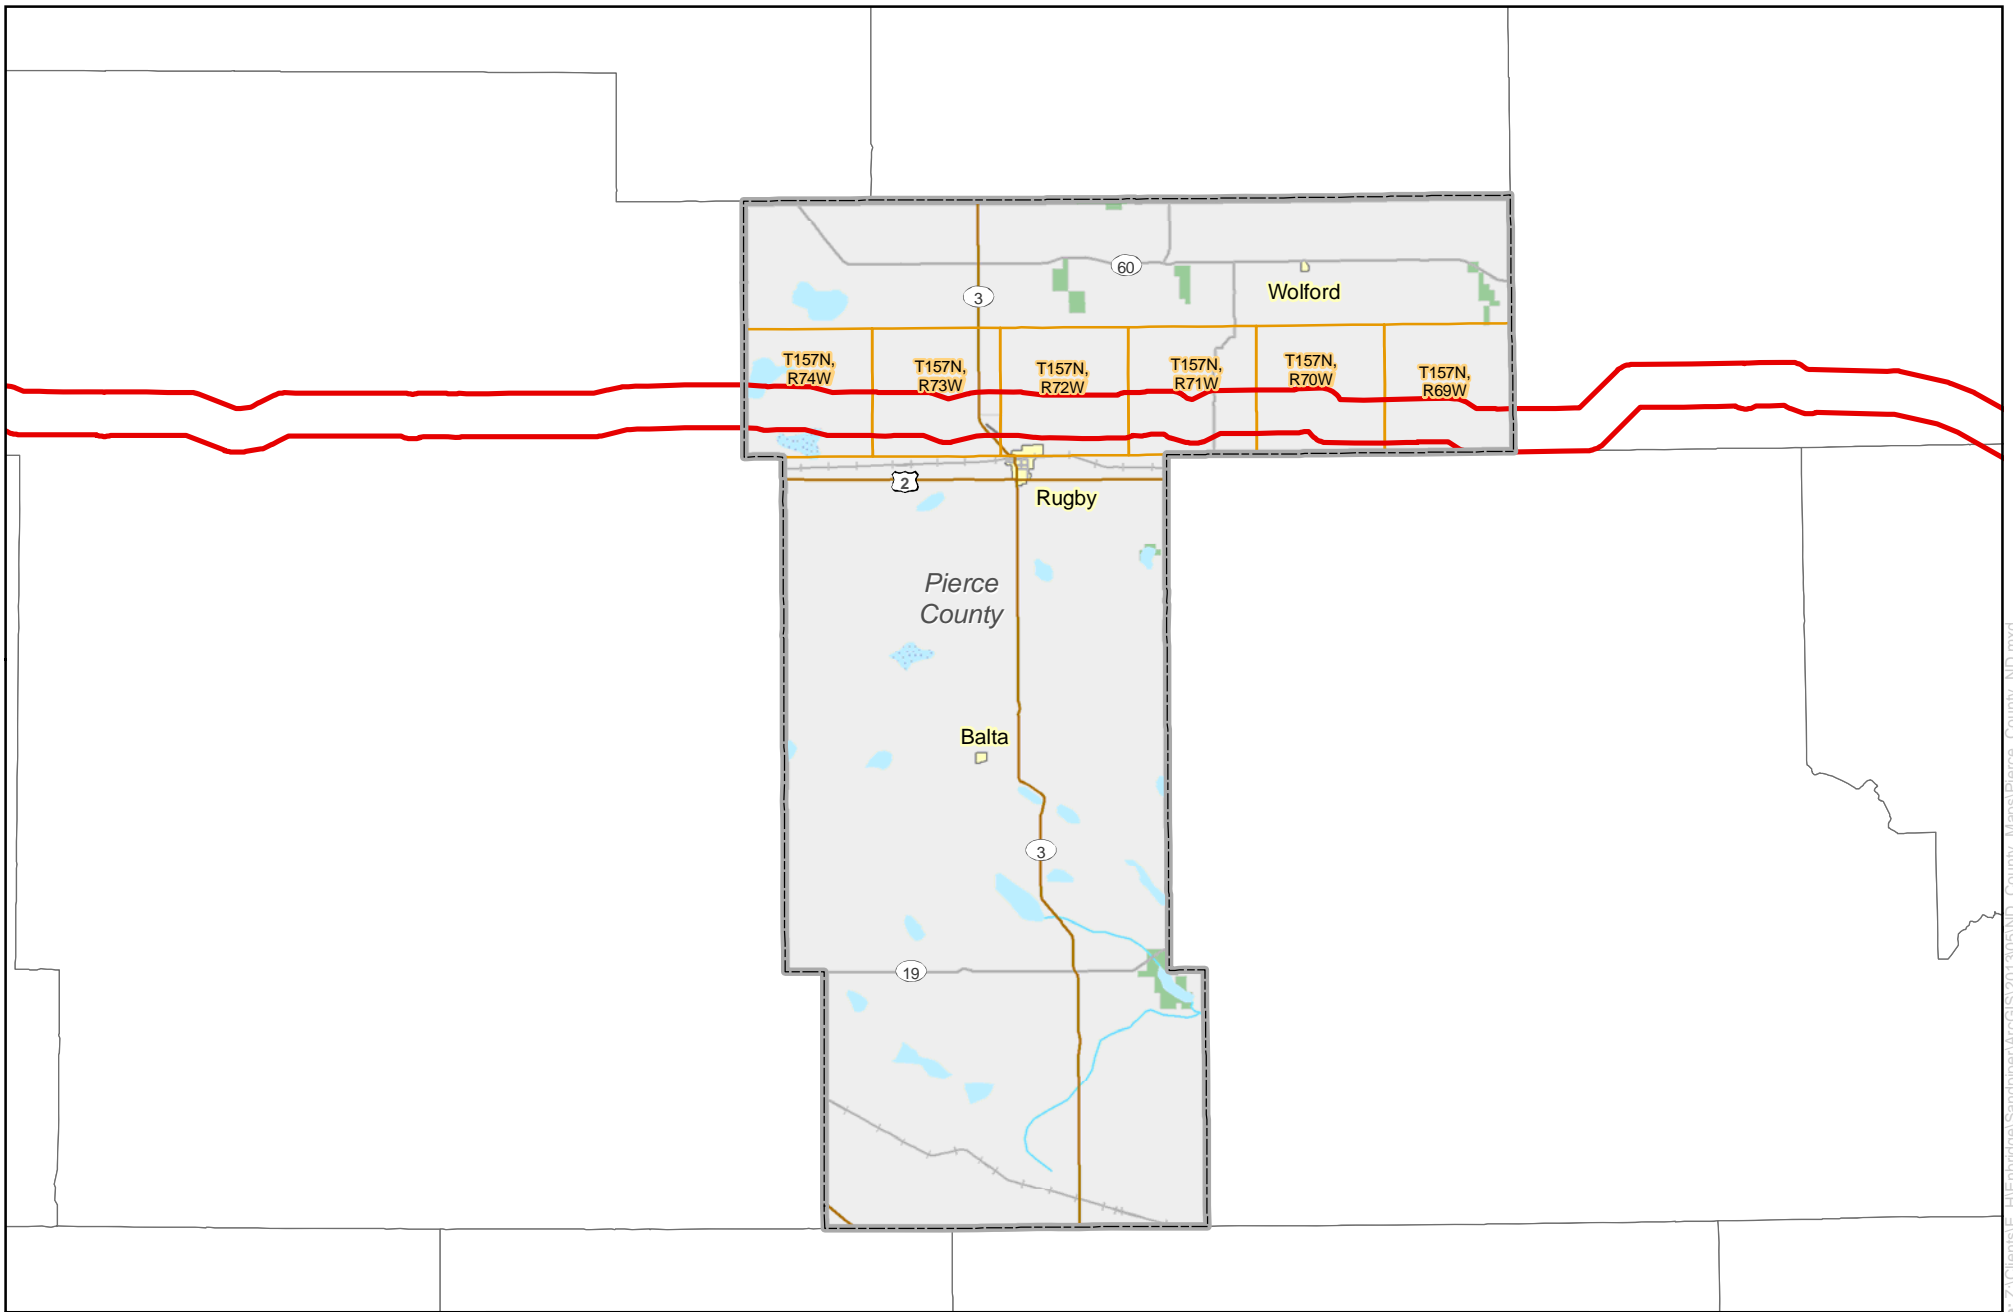 60
Wolford
3
T157N,
R74W
T157N,
R73W
T157N,
R72W
T157N,
R71W
T157N,
R70W
T157N,
R69W
2
Rugby
Pierce
County
Balta
3
19